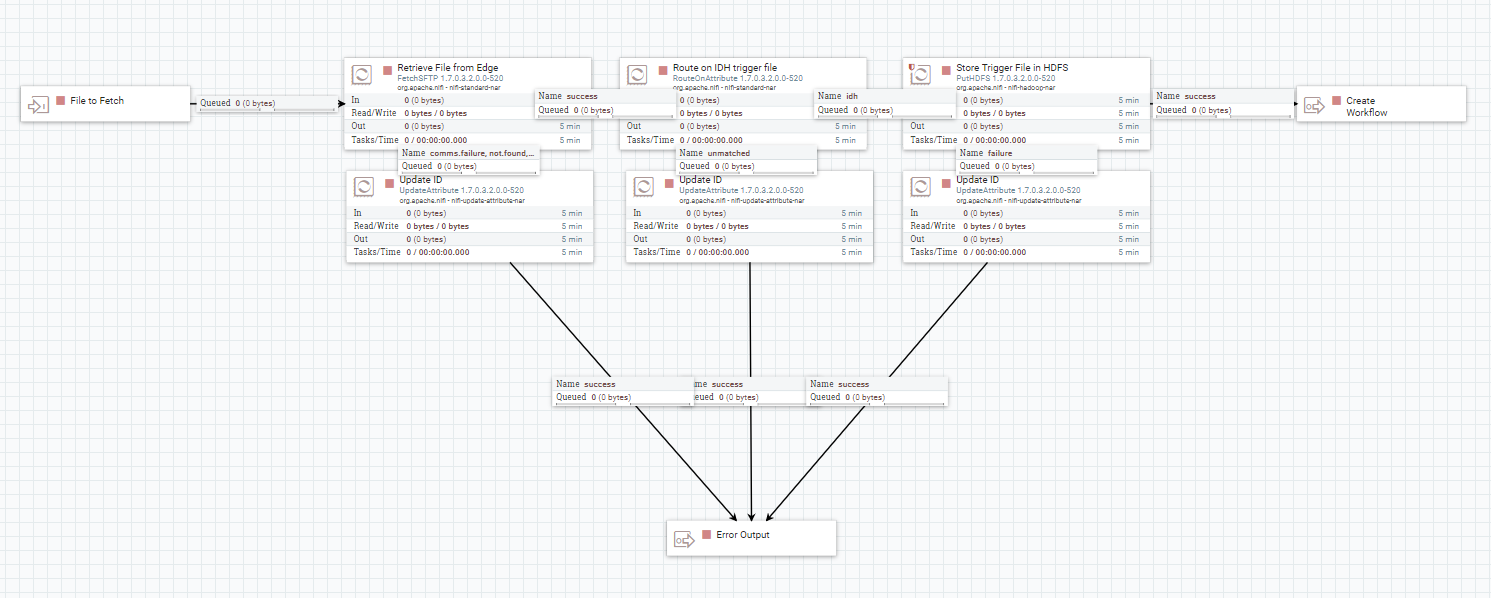 File to Fetch
Queued 0 (0 bytes)
Retrieve File from Edge
FetchSFTP 1.7.0.3.2.0.0-520
org.apache.nifi - nifi-standard-nar
In 0 (0 bytes)
Read/Write 0 bytes / 0 bytes
Out 0 (0 bytes) 5 min
Tasks/Time 0 / 00:00:00.000 5 min
Name success
Queued 0 (0 bytes)
Route on IDH trigger file
RouteOnAttribute 1.7.0.3.2.0.0-520
org.apache.nifi - nifi-standard-nar
0 (0 bytes)
0 bytes / 0 bytes
Out 0 (0 bytes) 5 min
Tasks/Time 0 / 00:00:00.000 5 min
Name idh
Queued 0 (0 bytes)
Store Trigger File in HDFS
PutHDFS 1.7.0.3.2.0.0-520
org.apache.nifi - nifi-hadoop-nar
0 (0 bytes) 5 min
0 bytes / 0 bytes 5 min
Out 0 (0 bytes) 5 min
Tasks/Time 0 / 00:00:00.000 5 min
Name success
Queued 0 (0 bytes)
Create
Workflow
Name comms.failure, not.found,...
Queued 0 (0 bytes)
Update ID
UpdateAttribute 1.7.0.3.2.0.0-520
org.apache.nifi - nifi-update-attribute-nar
In 0 (0 bytes) 5 min
Read/Write 0 bytes / 0 bytes 5 min
Out 0 (0 bytes) 5 min
Tasks/Time 0 / 00:00:00.000 5 min
Name unmatched
Queued 0 (0 bytes)
Update ID
UpdateAttribute 1.7.0.3.2.0.0-520
org.apache.nifi - nifi-update-attribute-nar
In 0 (0 bytes) 5 min
Read/Write 0 bytes / 0 bytes 5 min
Out 0 (0 bytes) 5 min
Tasks/Time 0 / 00:00:00.000 5 min
Name failure
Queued 0 (0 bytes)
Update ID
UpdateAttribute 1.7.0.3.2.0.0-520
org.apache.nifi - nifi-update-attribute-nar
In 0 (0 bytes) 5 min
Read/Write 0 bytes / 0 bytes 5 min
Out 0 (0 bytes) 5 min
Tasks/Time 0 / 00:00:00.000 5 min
Name success
Queued 0 (0 bytes)
success
0 (0 bytes)
Name success
Queued 0 (0 bytes)
Error Output